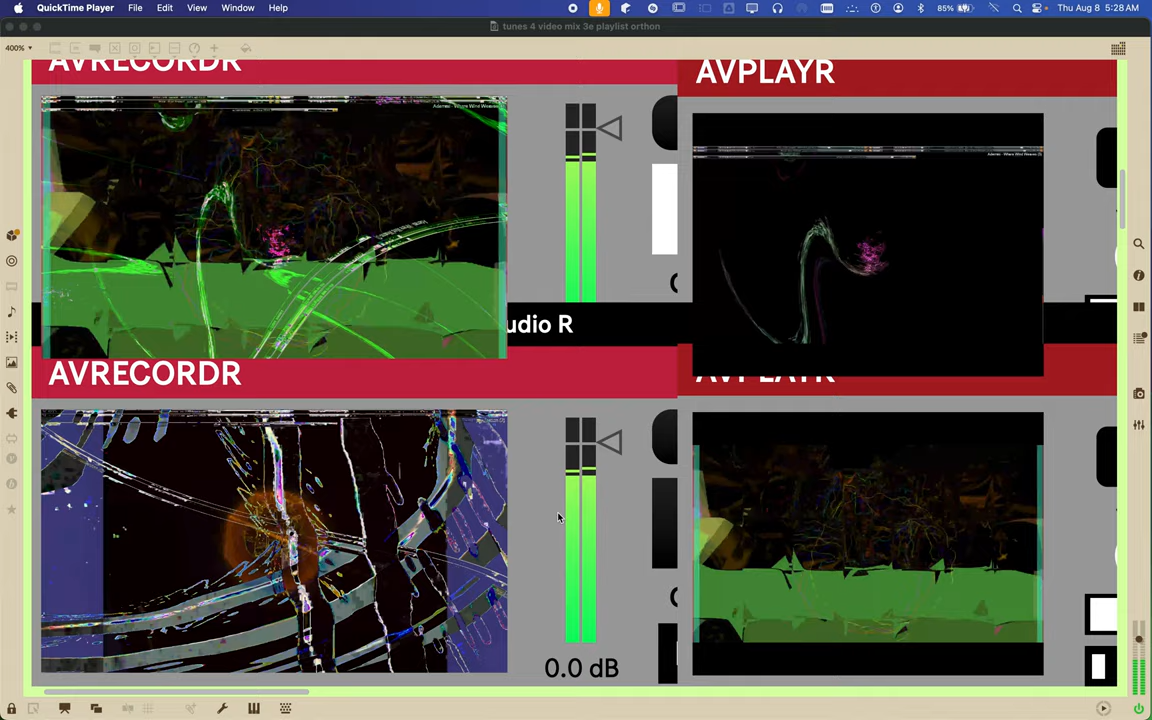 QuickTime Player File Edit View Window Help
85% Thu Aug 8 5:28 AM
tunes 4 video mix 3e playlist orthon
400%
AVRECORDR
AVPLAYR
udio R
AVRECORDR
AVPLAYR
0.0 dB